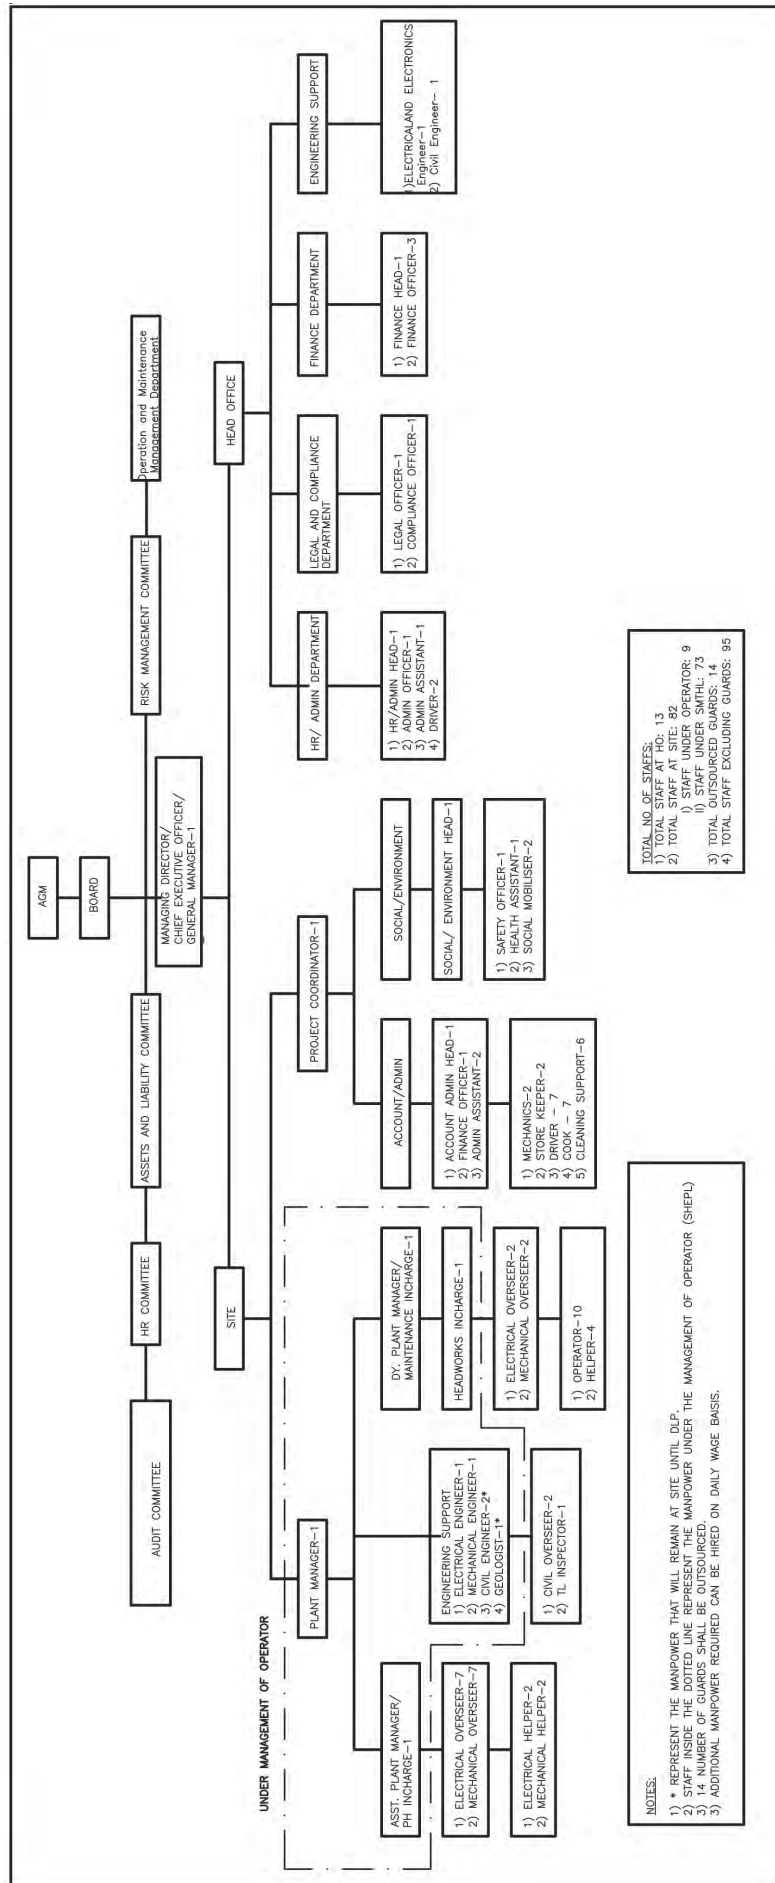 AGM
BOARD
AUDIT COMMITTEE
HR COMMITTEE
ASSETS AND LIABILITY COMMITTEE
MANAGING DIRECTOR/
CHIEF EXECUTIVE OFFICER/
GENERAL MANAGER-1
RISK MANAGEMENT COMMITTEE
Operation and Maintenance
Management Department
SITE
HEAD OFFICE
UNDER MANAGEMENT OF OPERATOR
PLANT MANAGER-1
PROJECT COORDINATOR-1
HR/ ADMIN DEPARTMENT
LEGAL AND COMPLIANCE
DEPARTMENT
FINANCE DEPARTMENT
ENGINEERING SUPPORT
ASST. PLANT MANAGER/
PH INCHARGE-1
1) ELECTRICAL OVERSEER-7
2) MECHANICAL OVERSEER-7
1) ELECTRICAL HELPER-2
2) MECHANICAL HELPER-2
ENGINEERING SUPPORT
1) ELECTRICAL ENGINEER-1
2) MECHANICAL ENGINEER-1
3) CIVIL ENGINEER-2*
4) GEOLOGIST-1*
1) CIVIL OVERSEER-2
2) TL INSPECTOR-1
DY. PLANT MANAGER/
MAINTENANCE INCHARGE-1
HEADWORKS INCHARGE-1
1) ELECTRICAL OVERSEER-2
2) MECHANICAL OVERSEER-2
1) OPERATOR-10
2) HELPER-4
ACCOUNT/ADMIN
1) ACCOUNT ADMIN HEAD-1
2) FINANCE OFFICER-1
3) ADMIN ASSISTANT-2
1) MECHANICS-2
2) STORE KEEPER-2
3) DRIVER - 7
4) COOK - 7
5) CLEANING SUPPORT-6
SOCIAL/ENVIRONMENT
SOCIAL/ ENVIRONMENT HEAD-1
1) SAFETY OFFICER-1
2) HEALTH ASSISTANT-1
3) SOCIAL MOBILISER-2
1) HR/ADMIN HEAD-1
2) ADMIN OFFICER-1
3) ADMIN ASSISTANT-1
4) DRIVER-2
1) LEGAL OFFICER-1
2) COMPLIANCE OFFICER-1
1) FINANCE HEAD-1
2) FINANCE OFFICER-3
1)ELECTRICALAND ELECTRONICS
Engineer-1
2) Civil Engineer- 1
NOTES:
1) * REPRESENT THE MANPOWER THAT WILL REMAIN AT SITE UNTIL DLP.
2) STAFF INSIDE THE DOTTED LINE REPRESENT THE MANPOWER UNDER THE MANAGEMENT OF OPERATOR (SHEPL)
3) 14 NUMBER OF GUARDS SHALL BE OUTSOURCED.
3) ADDITIONAL MANPOWER REQUIRED CAN BE HIRED ON DAILY WAGE BAISIS.
TOTAL NO OF STAFFS:
1) TOTAL STAFF AT HO: 13
2) TOTAL STAFF AT SITE: 82
I) STAFF UNDER OPERATOR: 9
II) STAFF UNDER SMTHL: 73
3) TOTAL OUTSOURCED GUARDS: 14
4) TOTAL STAFF EXCLUDING GUARDS: 95